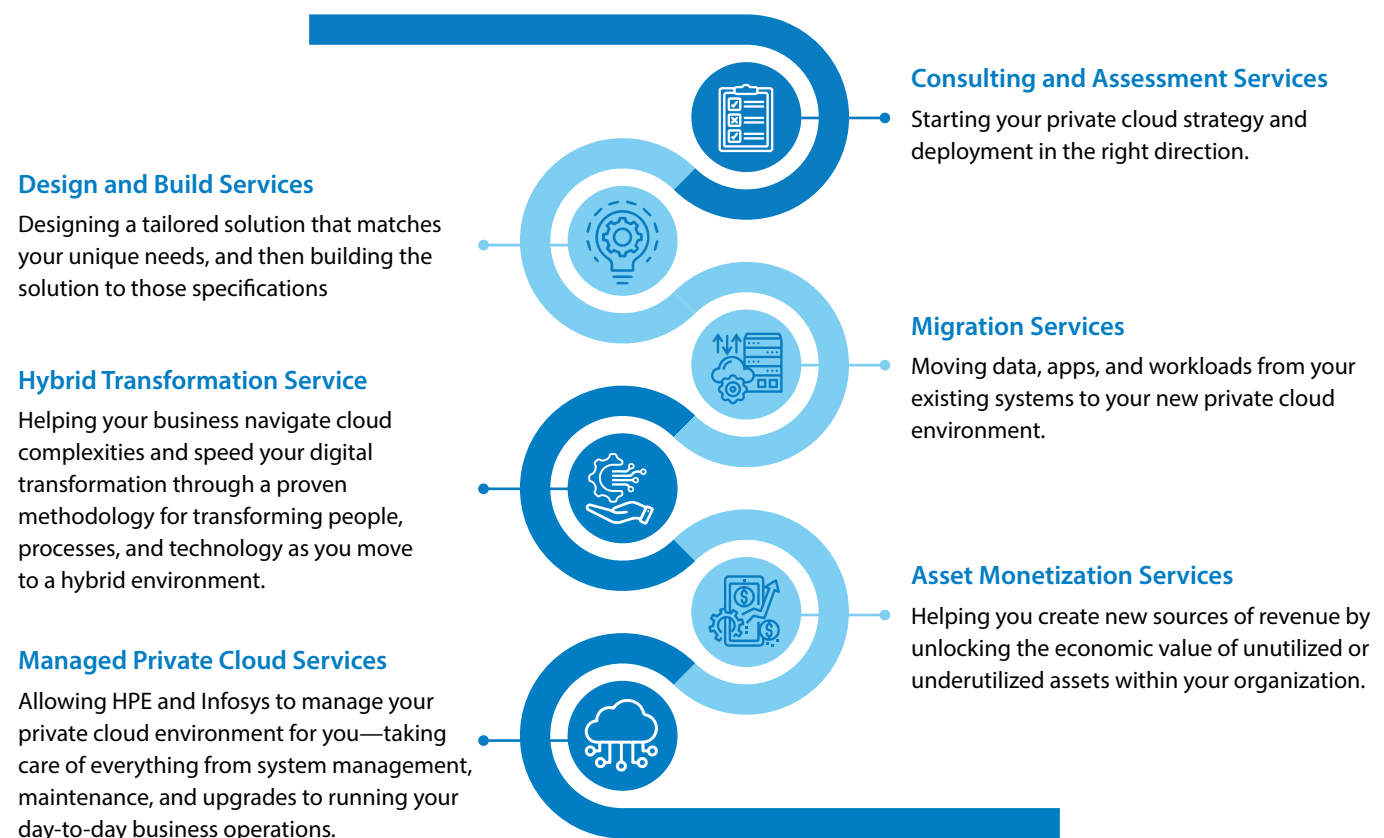 Consulting and Assessment Services
Starting your private cloud strategy and
deployment in the right direction.
Design and Build Services
Designing a tailored solution that matches
your unique needs, and then building the
solution to those specifications
Migration Services
Moving data, apps, and workloads from your
existing systems to your new private cloud
environment.
Hybrid Transformation Service
Helping your business navigate cloud
complexities and speed your digital
transformation through a proven
methodology for transforming people,
processes, and technology as you move
to a hybrid environment.
Asset Monetization Services
Helping you create new sources of revenue by
unlocking the economic value of unutilized or
underutilized assets within your organization.
Managed Private Cloud Services
Allowing HPE and Infosys to manage your
private cloud environment for you—taking
care of everything from system management,
maintenance, and upgrades to running your
day-to-day business operations.